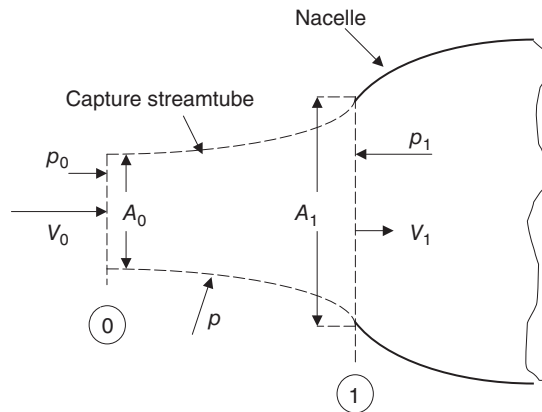 Nacelle
Capture streamtube
p₀
p₁
A₀
A₁
V₀
V₁
p
0
1